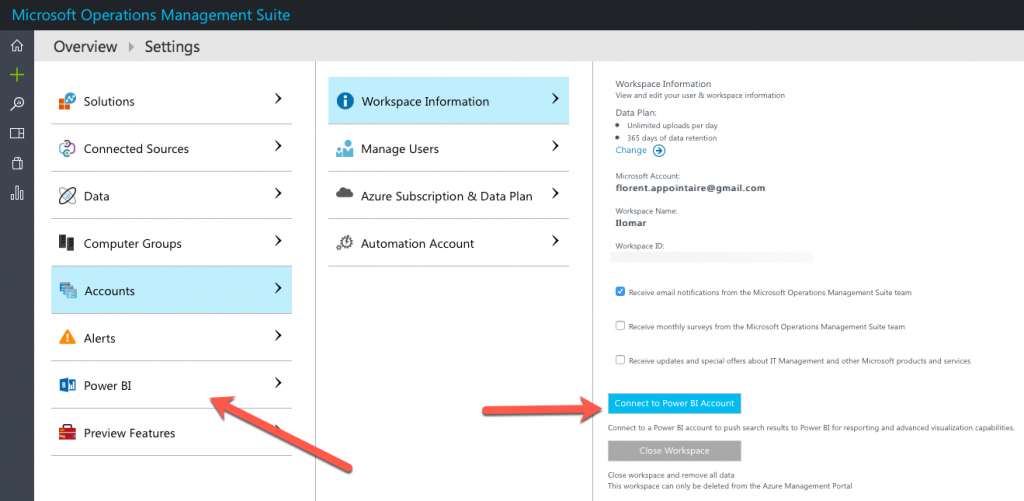 Microsoft Operations Management Suite
Overview
Settings
Solutions
Connected Sources
Data
Computer Groups
Accounts
Alerts
Power BI
Preview Features
Workspace Information
Manage Users
Azure Subscription & Data Plan
Automation Account
Workspace Information
View and edit your user & workspace information
Data Plan:
Unlimited uploads per day
365 days of data retention
Change
Microsoft Account:
florent.appointaire@gmail.com
Workspace Name:
Ilomar
Workspace ID:
Receive email notifications from the Microsoft Operations Management Suite team
Receive monthly surveys from the Microsoft Operations Management Suite team
Receive updates and special offers about IT Management and other Microsoft products and services
Connect to Power BI Account
Connect to a Power BI account to push search results to Power BI for resporting and advanced visualization capabilities.
Close Workspace
Close workspace and remove all data
This workspace can only be deleted from the Azure Management Portal